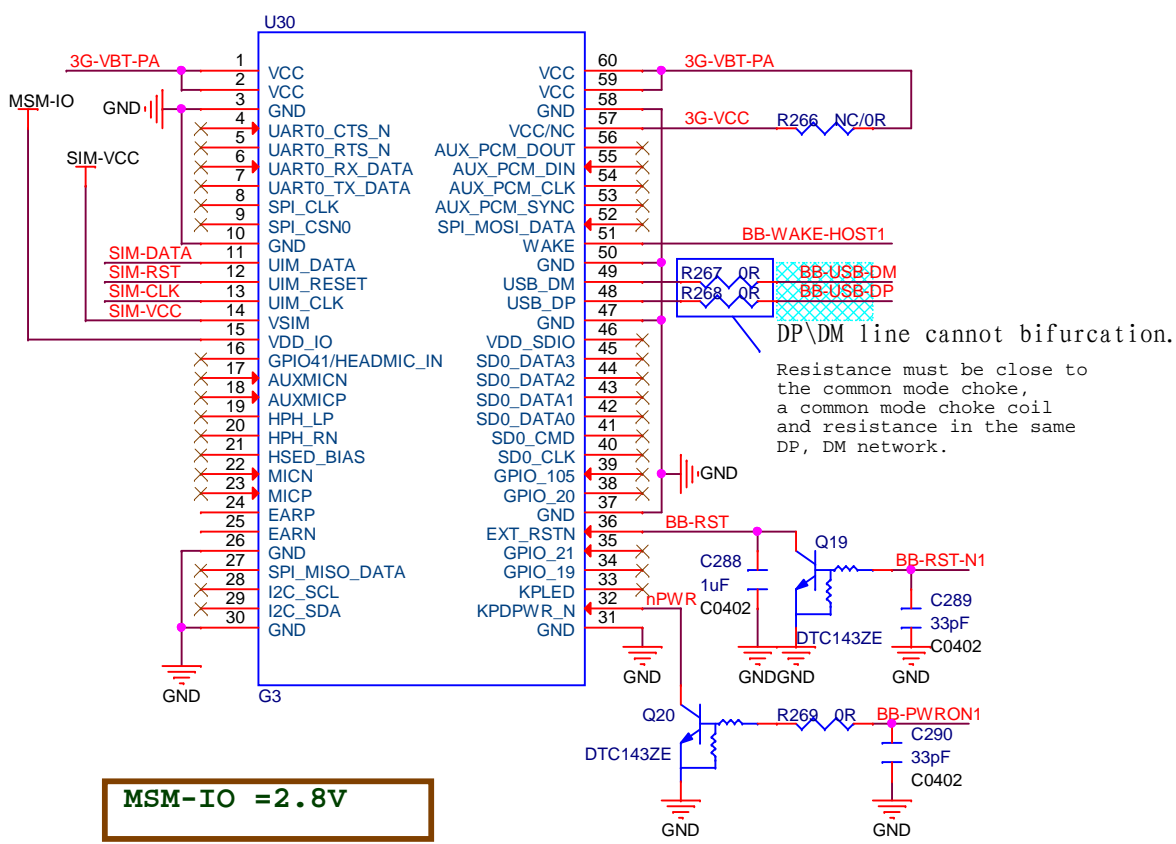 U30
3G-VBT-PA
1 VCC
2 VCC
GND 3 GND
MSM-IO
4 UART0_CTS_N
5 UART0_RTS_N
6 UART0_RX_DATA
SIM-VCC
7 UART0_TX_DATA
8 SPI_CLK
9 SPI_CSN0
10 GND
SIM-DATA 11 UIM_DATA
SIM-RST 12 UIM_RESET
SIM-CLK 13 UIM_CLK
SIM-VCC 14 VSIM
15 VDD_IO
16 GPIO41/HEADMIC_IN
17 AUXMICN
18 AUXMICP
19 HPH_LP
20 HPH_RN
21 HSED_BIAS
22 MICN
23 MICP
24 EARP
25 EARN
26 GND
27 SPI_MISO_DATA
28 I2C_SCL
29 I2C_SDA
30 GND
GND
G3
VCC 60 3G-VBT-PA
VCC 59
GND 58
VCC/NC 57 3G-VCC R266 NC/0R
AUX_PCM_DOUT 56
AUX_PCM_DIN 55
AUX_PCM_CLK 54
AUX_PCM_SYNC 53
SPI_MOSI_DATA 52
WAKE 51 BB-WAKE-HOST1
GND 50
USB_DM 49 R267 0R BB-USB-DM
USB_DP 48 R268 0R BB-USB-DP
GND 47
VDD_SDIO 46
SD0_DATA3 45
SD0_DATA2 44
SD0_DATA1 43
SD0_DATA0 42
SD0_CMD 41
SD0_CLK 40
GPIO_105 39
GPIO_20 38
GND 37
GND
EXT_RSTN 36 BB-RST
GPIO_21 35
GPIO_19 34
KPLED 33
KPDPWR_N 32 nPWR
GND 31
GND
DP\DM line cannot bifurcation.
Resistance must be close to
the common mode choke,
a common mode choke coil
and resistance in the same
DP, DM network.
Q19
C288
1uF
C0402
DTC143ZE
BB-RST-N1
C289
33pF
C0402
GND
GND
GND
Q20
DTC143ZE
R269 0R
BB-PWRON1
C290
33pF
C0402
GND
GND
MSM-IO =2.8V